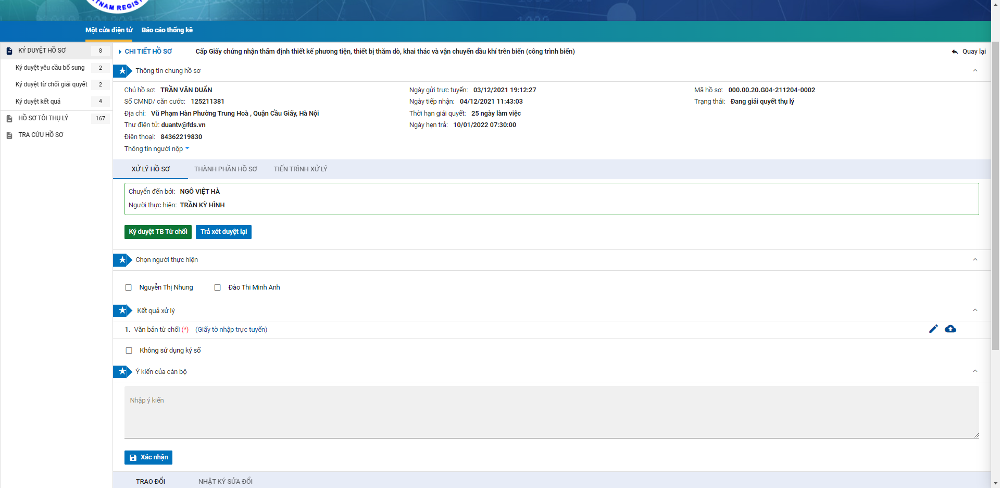 TNAM REGIST
Một cửa điện tử
Báo cáo thống kê
KÝ DUYỆT HỒ SƠ 8
Ký duyệt yêu cầu bổ sung 2
Ký duyệt từ chối giải quyết 2
Ký duyệt kết quả 4
HỒ SƠ TÔI THỤ LÝ 167
TRA CỨU HỒ SƠ
CHI TIẾT HỒ SƠ
Cấp Giấy chứng nhận thẩm định thiết kế phương tiện, thiết bị thăm dò, khai thác và vận chuyển dầu khí trên biển (công trình biển)
Quay lại
Thông tin chung hồ sơ
Chủ hồ sơ: TRẦN VĂN DUẨN
Số CMND/ căn cước: 125211381
Địa chỉ: Vũ Phạm Hàn Phường Trung Hoà , Quận Cầu Giấy, Hà Nội
Thư điện tử: duantv@fds.vn
Điện thoại: 84362219830
Thông tin người nộp
Ngày gửi trực tuyến: 03/12/2021 19:12:27
Ngày tiếp nhận: 04/12/2021 11:43:03
Thời hạn giải quyết: 25 ngày làm việc
Ngày hẹn trả: 10/01/2022 07:30:00
Mã hồ sơ: 000.00.20.G04-211204-0002
Trạng thái: Đang giải quyết thụ lý
XỬ LÝ HỒ SƠ
THÀNH PHẦN HỒ SƠ
TIẾN TRÌNH XỬ LÝ
Chuyển đến bởi: NGÔ VIỆT HÀ
Người thực hiện: TRẦN KỲ HÌNH
Ký duyệt TB Từ chối
Trả xét duyệt lại
Chọn người thực hiện
Nguyễn Thị Nhung
Đào Thi Minh Anh
Kết quả xử lý
1. Văn bản từ chối (*) (Giấy tờ nhập trực tuyến)
Không sử dụng ký số
Ý kiến của cán bộ
Nhập ý kiến
Xác nhận
TRAO ĐỔI
NHẬT KÝ SỬA ĐỔI